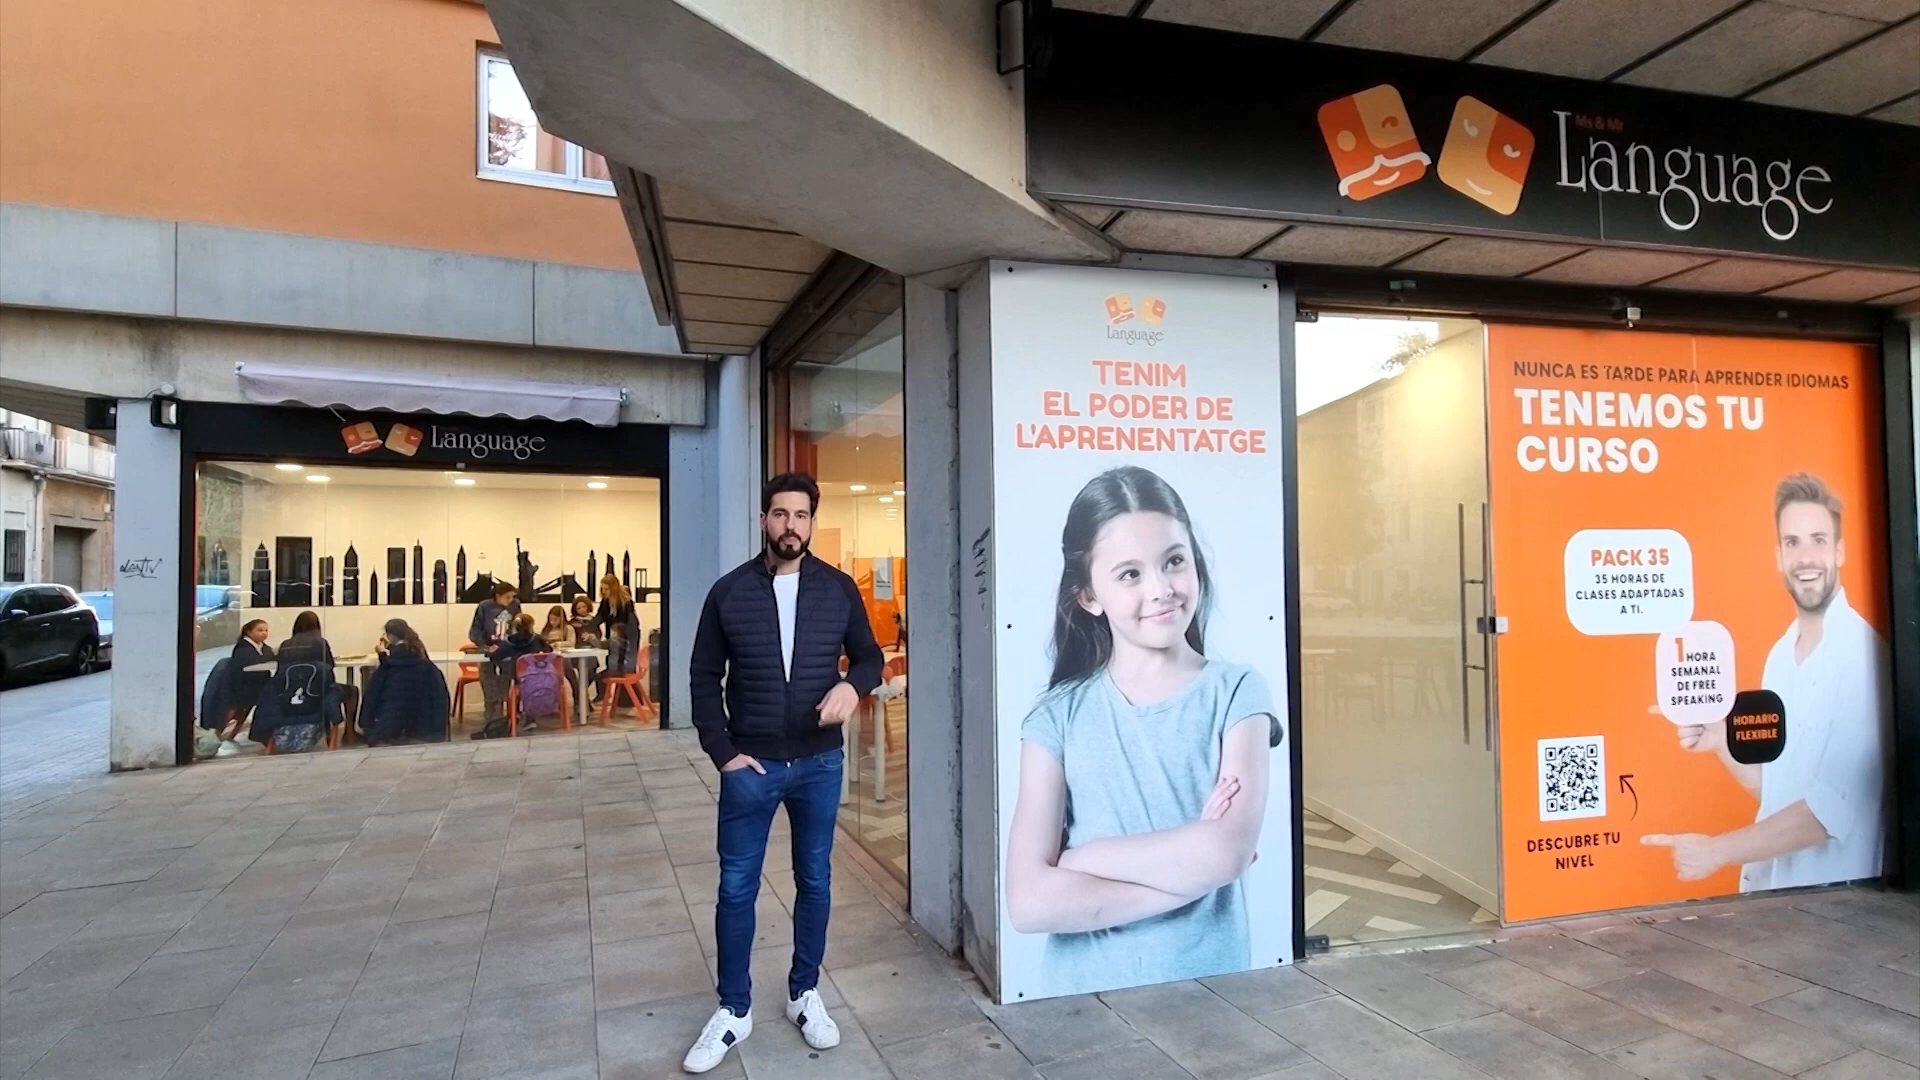 Ms & Mr
Language
Language
Language
TENIM
EL PODER DE
L'APRENENTATGE
NUNCA ES TARDE PARA APRENDER IDIOMAS
TENEMOS TU
CURSO
PACK 35
35 HORAS DE
CLASES ADAPTADAS
A TI.
1 HORA
SEMANAL
DE FREE
SPEAKING
HORARIO
FLEXIBLE
DESCUBRE TU
NIVEL